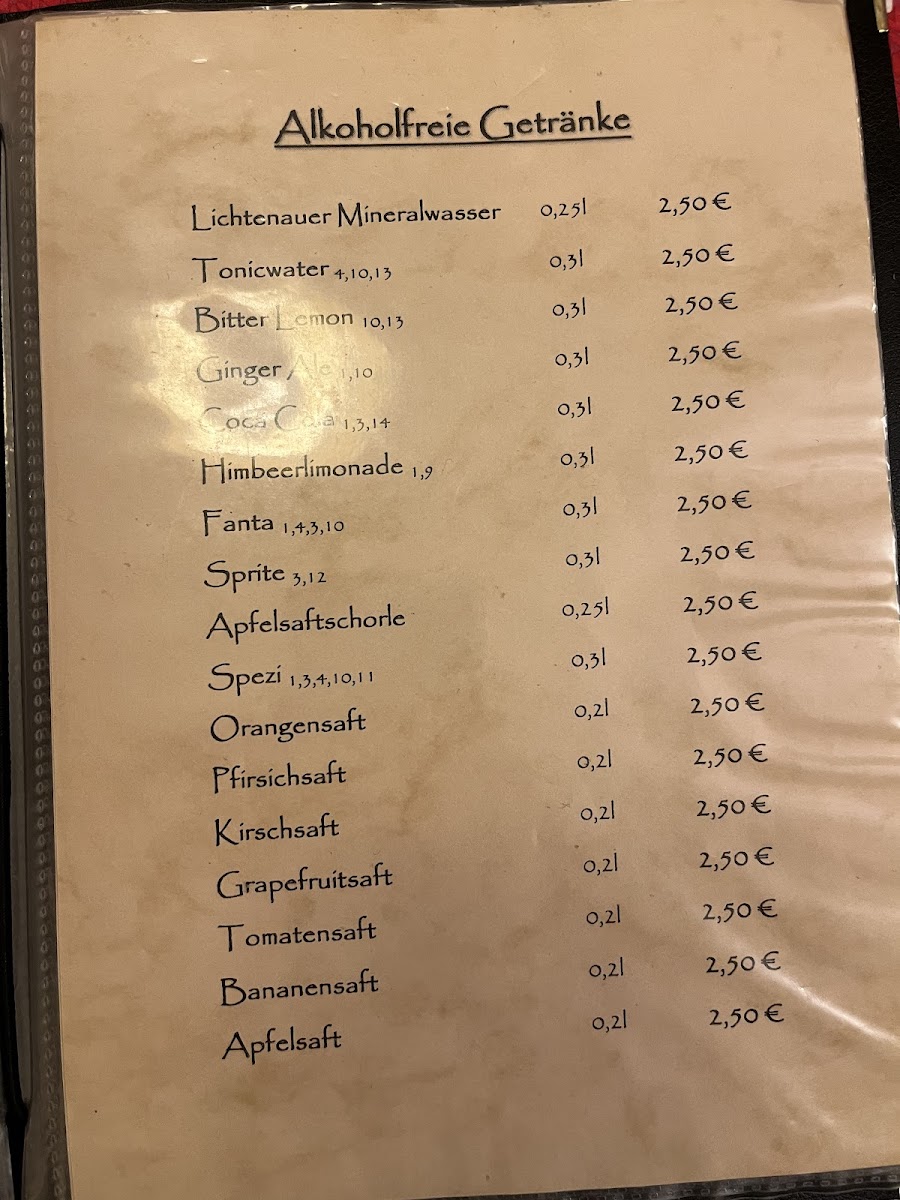 Alkoholfreie Getränke
Lichtenauer Mineralwasser 0,25l 2,50 €
Tonicwater 4,10,13 0,3l 2,50 €
Bitter Lemon 10,13 0,3l 2,50 €
Ginger Ale 1,10 0,3l 2,50 €
Coca Cola 1,3,14 0,3l 2,50 €
Himbeerlimonade 1,9 0,3l 2,50 €
Fanta 1,4,3,10 0,3l 2,50 €
Sprite 3,12 0,3l 2,50 €
Apfelsaftschorle 0,25l 2,50 €
Spezi 1,3,4,10,11 0,3l 2,50 €
Orangensaft 0,2l 2,50 €
Pfirsichsaft 0,2l 2,50 €
Kirschsaft 0,2l 2,50 €
Grapefruitsaft 0,2l 2,50 €
Tomatensaft 0,2l 2,50 €
Bananensaft 0,2l 2,50 €
Apfelsaft 0,2l 2,50 €